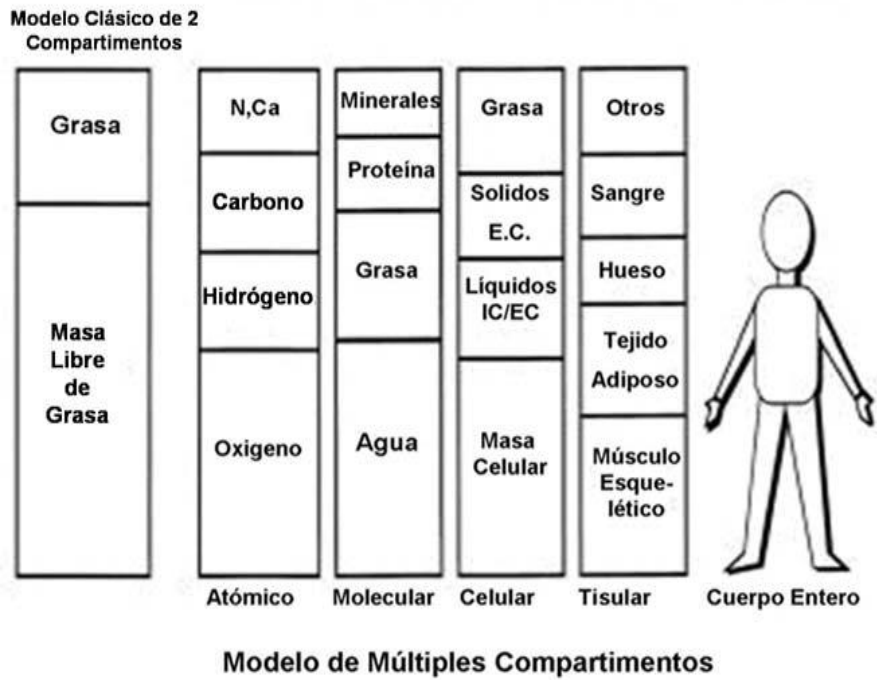 Modelo Clásico de 2
Compartimentos
Grasa
Masa
Libre
de
Grasa
N,Ca
Carbono
Hidrógeno
Oxigeno
Atómico
Minerales
Proteína
Grasa
Agua
Molecular
Grasa
Solidos
E.C.
Líquidos
IC/EC
Masa
Celular
Celular
Otros
Sangre
Hueso
Tejido
Adiposo
Músculo
Esque-
lético
Tisular
Cuerpo Entero
Modelo de Múltiples Compartimentos